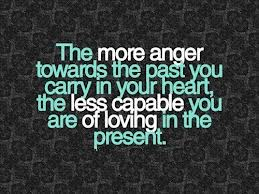 The more anger
towards the past you
carry in your heart,
the less capable you
are of loving in the
present.